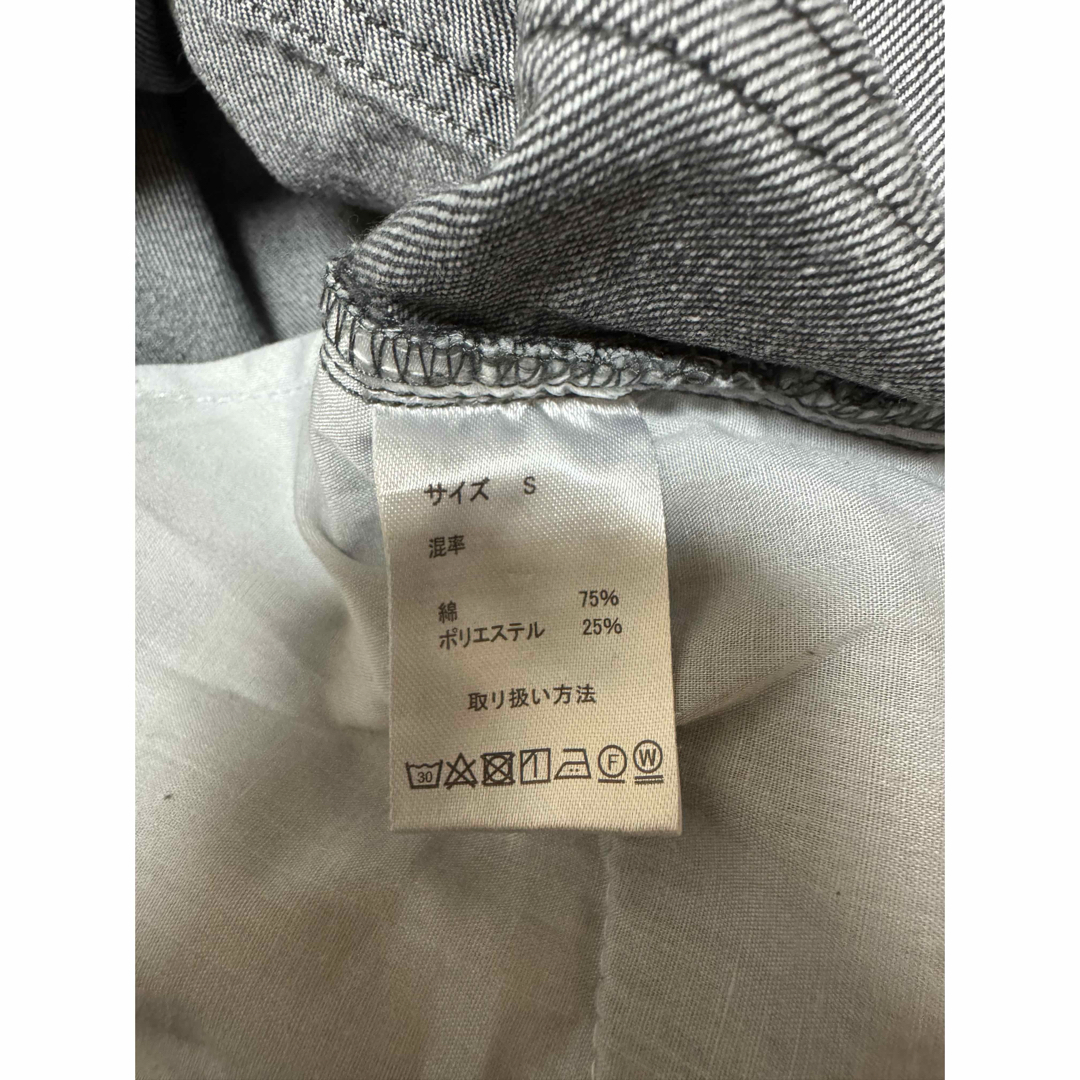 サイズ S
混率
綿 75%
ポリエステル 25%
取り扱い方法
30 F W